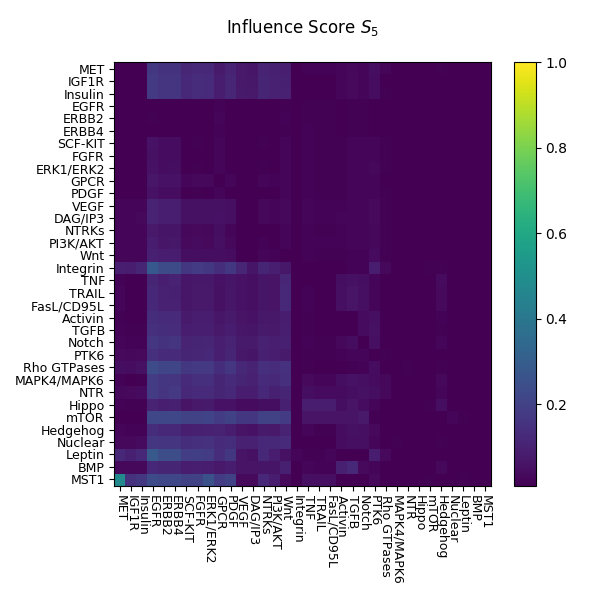 Influence Score S5
MET
IGF1R
Insulin
EGFR
ERBB2
ERBB4
SCF-KIT
FGFR
ERK1/ERK2
GPCR
PDGF
VEGF
DAG/IP3
NTRKs
PI3K/AKT
Wnt
Integrin
TNF
TRAIL
FasL/CD95L
Activin
TGFB
Notch
PTK6
Rho GTPases
MAPK4/MAPK6
NTR
Hippo
mTOR
Hedgehog
Nuclear
Leptin
BMP
MST1
MET
IGF1R
Insulin
EGFR
ERBB2
ERBB4
SCF-KIT
FGFR
ERK1/ERK2
GPCR
PDGF
VEGF
DAG/IP3
NTRKs
PI3K/AKT
Wnt
Integrin
TNF
TRAIL
FasL/CD95L
Activin
TGFB
Notch
PTK6
Rho GTPases
MAPK4/MAPK6
NTR
Hippo
mTOR
Hedgehog
Nuclear
Leptin
BMP
MST1
1.0
0.8
0.6
0.4
0.2